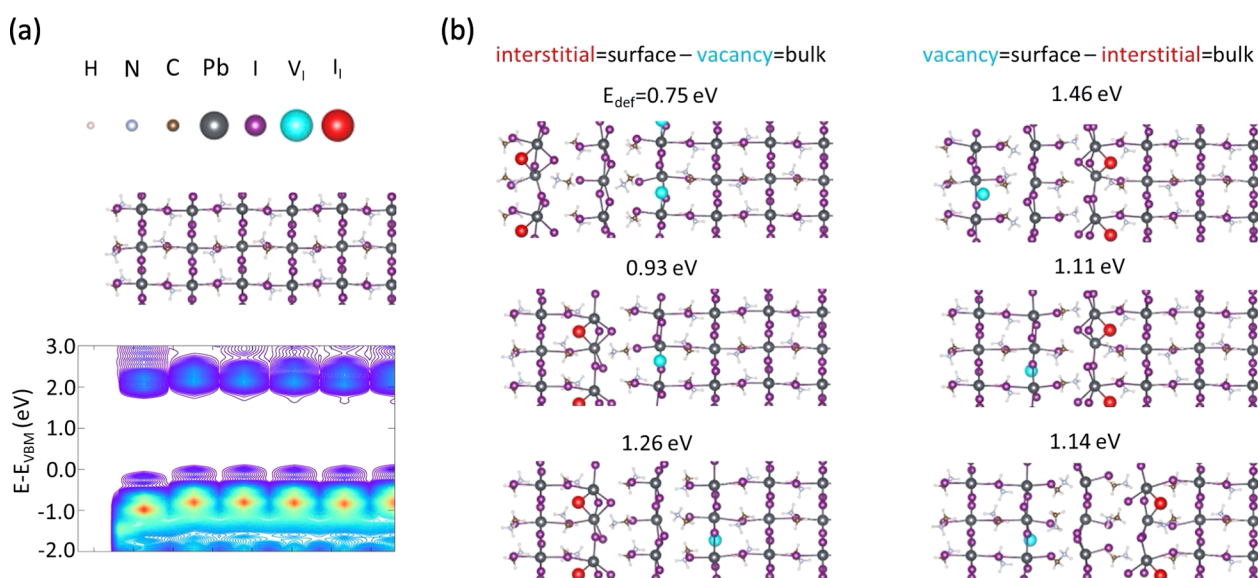 (a)
H N C Pb I V_I I_I
3.0
2.0
1.0
0.0
-1.0
-2.0
E-E_VBM (eV)
(b)
interstitial=surface – vacancy=bulk
E_def=0.75 eV
0.93 eV
1.26 eV
vacancy=surface – interstitial=bulk
1.46 eV
1.11 eV
1.14 eV